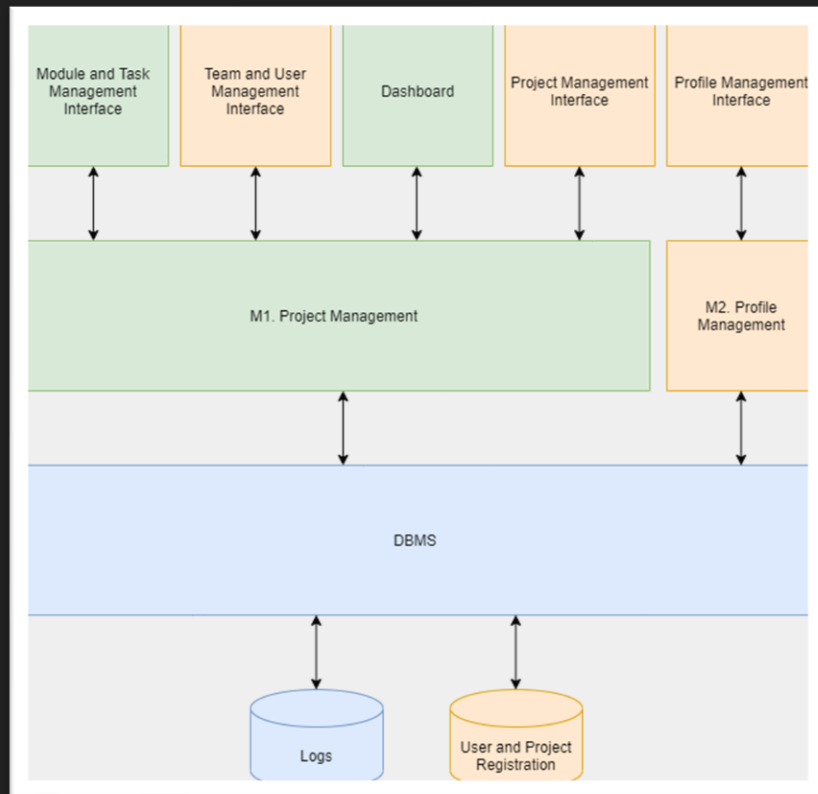 Module and Task
Management
Interface
Team and User
Management
Interface
Dashboard
Project Management
Interface
Profile Management
Interface
M1. Project Management
M2. Profile
Management
DBMS
Logs
User and Project
Registration